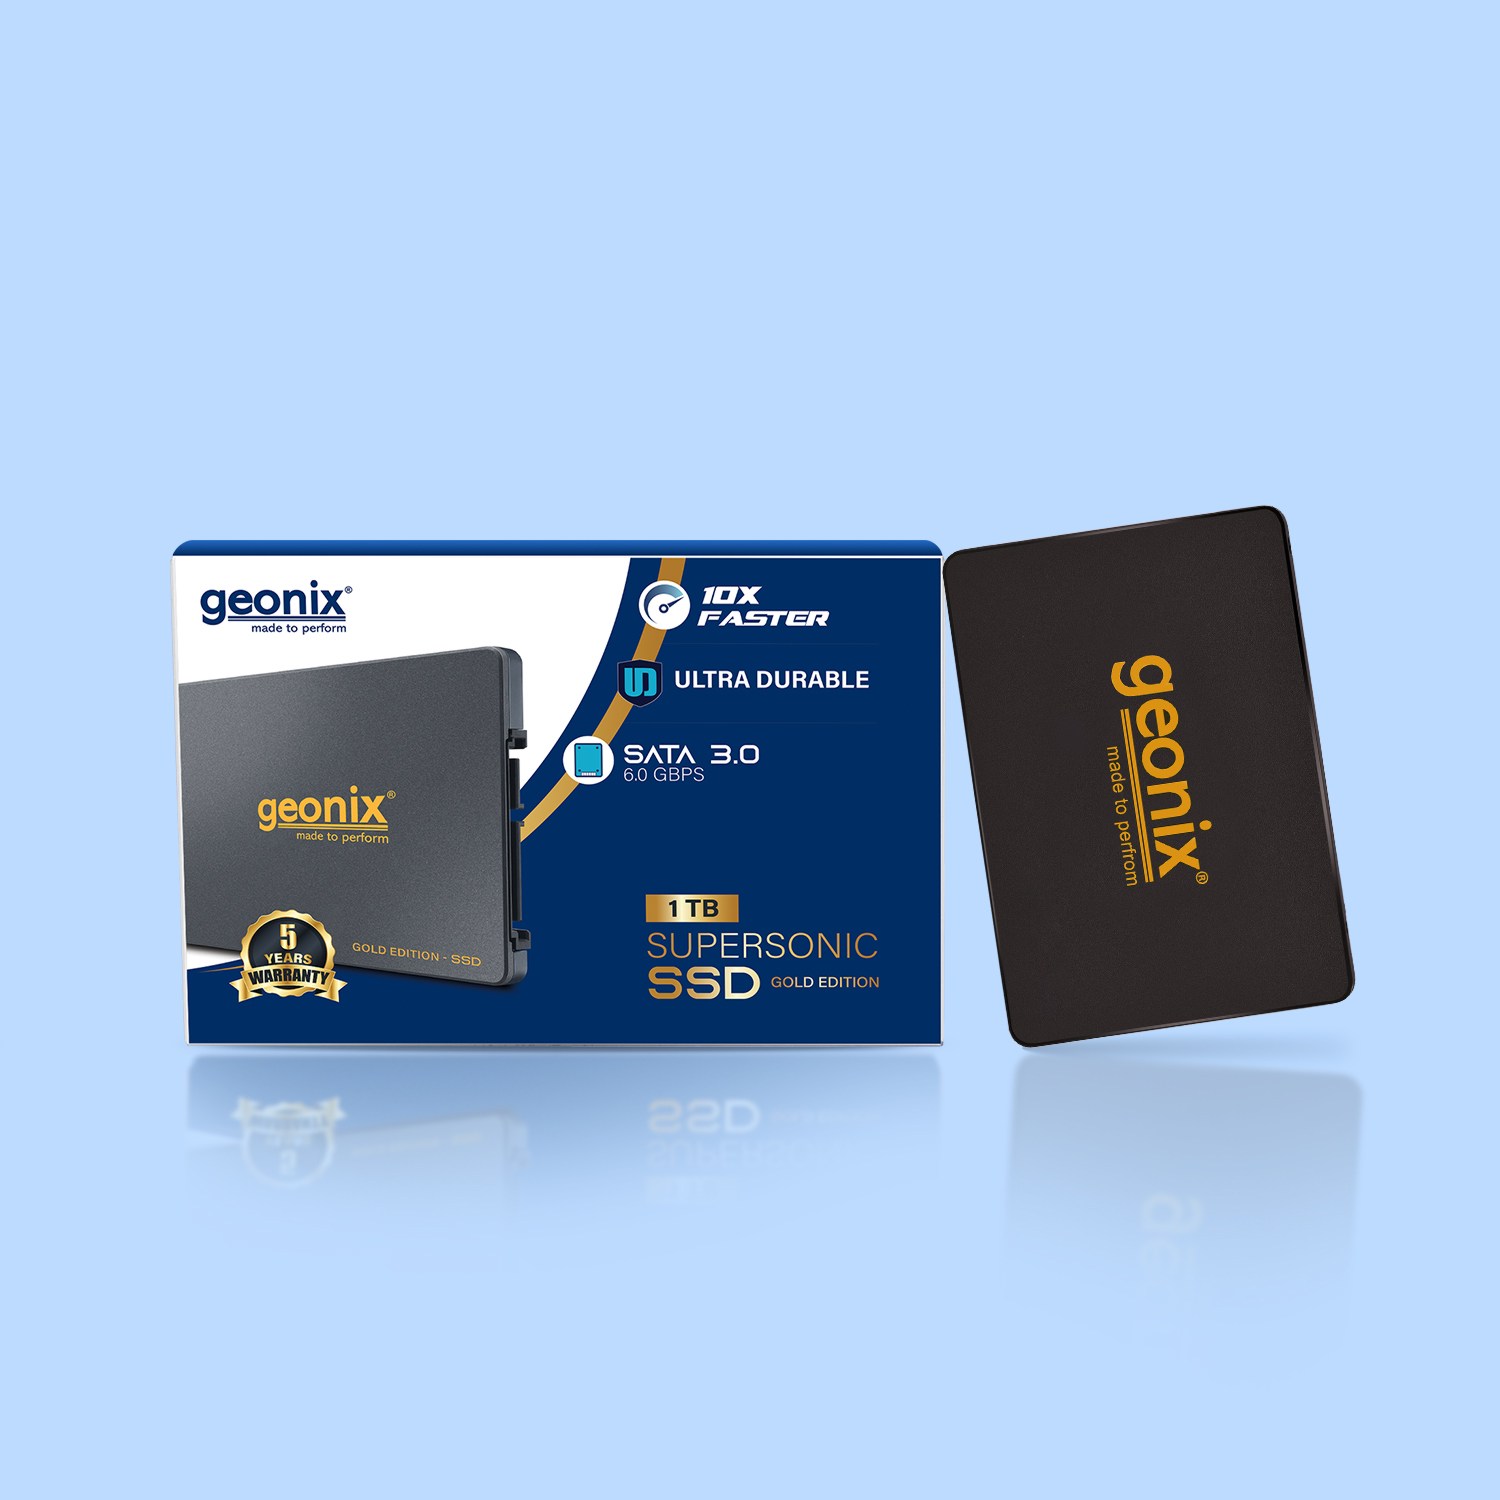 geonix®
made to perform
10X
FASTER
UD
ULTRA DURABLE
SATA 3.0
6.0 GBPS
geonix®
made to perform
5
YEARS
WARRANTY
GOLD EDITION - SSD
1 TB
SUPERSONIC
SSD GOLD EDITION
geonix®
made to perfrom